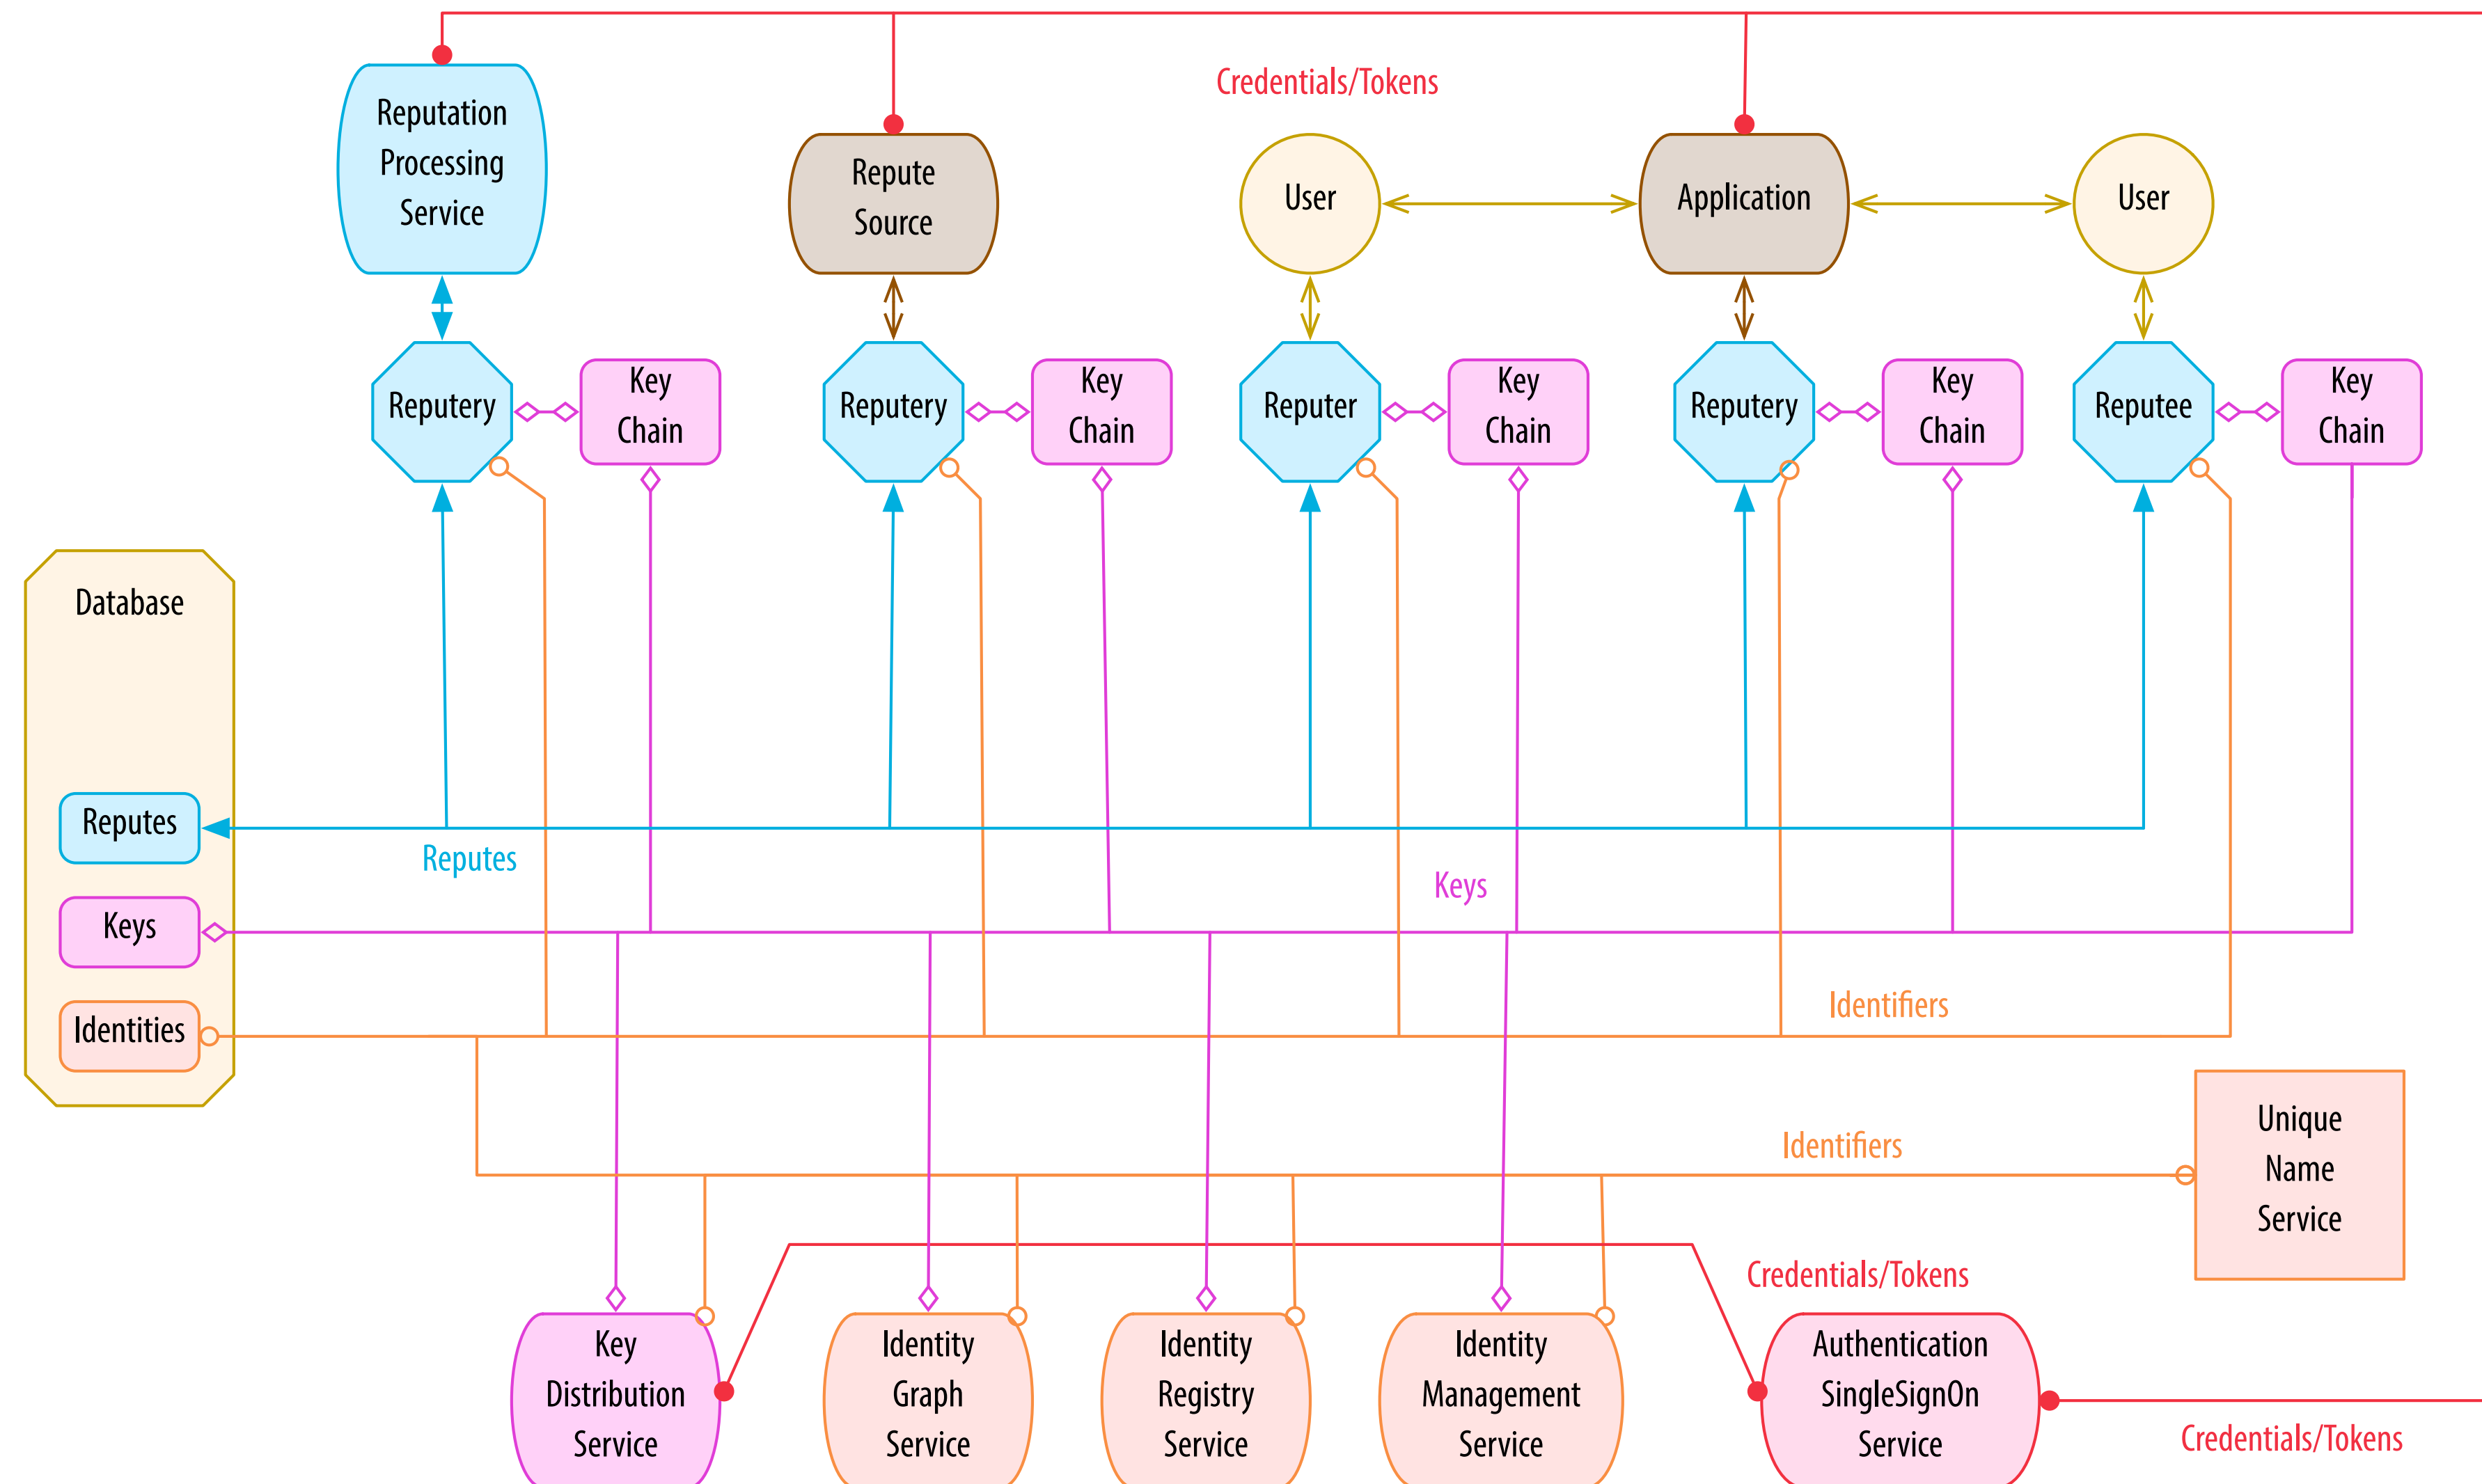 Credentials/Tokens
Reputation
Processing
Service
Repute
Source
User
Application
User
Reputery
Key
Chain
Reputery
Key
Chain
Reputer
Key
Chain
Reputery
Key
Chain
Reputee
Key
Chain
Database
Reputes
Reputes
Keys
Keys
Identities
Identifiers
Identifiers
Unique
Name
Service
Credentials/Tokens
Key
Distribution
Service
Identity
Graph
Service
Identity
Registry
Service
Identity
Management
Service
Authentication
SingleSignOn
Service
Credentials/Tokens